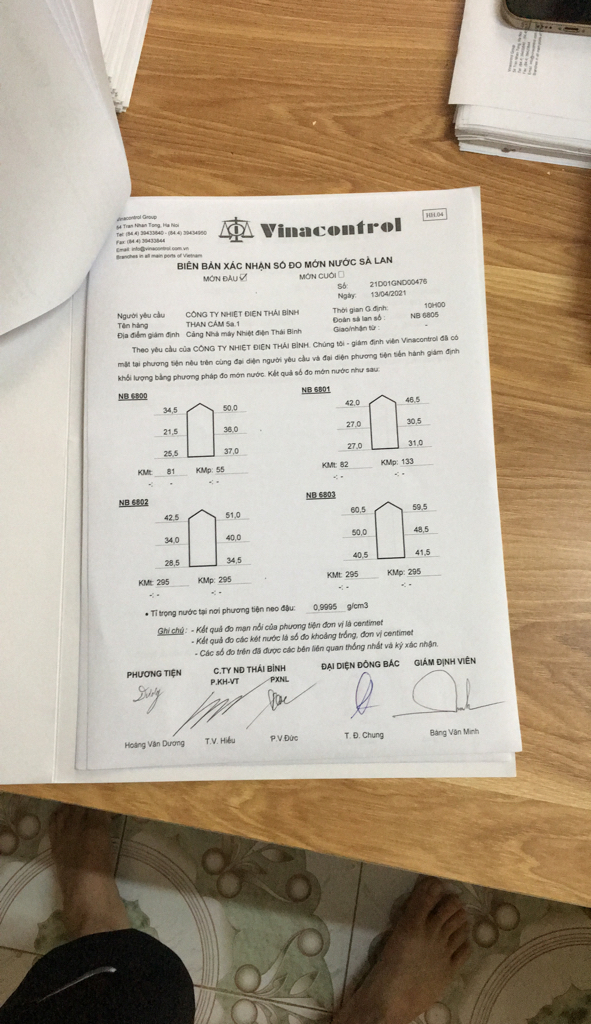 Vinacontrol Group
54 Tran Nhan Tong, Ha Noi
Tel: (84.4) 39433840 - (84.4) 39434950
Fax: (84.4) 39433844
Email: info@vinacontrol.com.vn
Branches in all main ports of Vietnam
Vinacontrol
BIÊN BẢN XÁC NHẬN SỐ ĐO MỚN NƯỚC SÀ LAN
MỚN ĐẦU ☑ MỚN CUỐI ☐
Số: 21D01GND00476
Ngày: 13/04/2021
Người yêu cầu CÔNG TY NHIỆT ĐIỆN THÁI BÌNH Thời gian G.định: 10H00
Tên hàng THAN CÁM 5a.1 Đoàn sà lan số: NB 6805
Địa điểm giám định Cảng Nhà máy Nhiệt điện Thái Bình Giao/nhận từ : -
Theo yêu cầu của CÔNG TY NHIỆT ĐIỆN THÁI BÌNH. Chúng tôi - giám định viên Vinacontrol đã có
mặt tại phương tiện nêu trên cùng đại diện người yêu cầu và đại diện phương tiện tiến hành giám định
khối lượng bằng phương pháp đo mớn nước. Kết quả số đo mớn nước như sau:
NB 6800 NB 6801
34,5 50,0 42,0 46,5
21,5 36,0 27,0 30,5
25,5 37,0 27,0 31,0
KMt: 81 KMp: 55 KMt: 82 KMp: 133
-: - -: - -: - -: -
NB 6802 NB 6803
42,5 51,0 60,5 59,5
34,0 40,0 50,0 48,5
28,5 34,5 40,5 41,5
KMt: 295 KMp: 295 KMt: 295 KMp: 295
-: - -: - -: - -: -
• Tỉ trọng nước tại nơi phương tiện neo đậu: 0,9995 g/cm3
Ghi chú : - Kết quả đo mạn nổi của phương tiện đơn vị là centimet
- Kết quả đo các két nước là số đo khoảng trống, đơn vị centimet
- Các số đo trên đã được các bên liên quan thống nhất và ký xác nhận.
PHƯƠNG TIỆN C.TY NĐ THÁI BÌNH ĐẠI DIỆN ĐÔNG BẮC GIÁM ĐỊNH VIÊN
P.KH-VT PXNL
Dương
Hoàng Văn Dương T.V. Hiếu P.V.Đức T. Đ. Chung Bàng Văn Minh